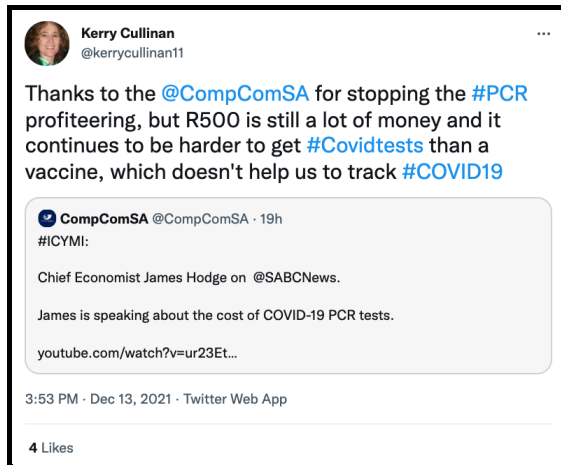 Kerry Cullinan
@kerrycullinan11
Thanks to the @CompComSA for stopping the #PCR
profiteering, but R500 is still a lot of money and it
continues to be harder to get #Covidtests than a
vaccine, which doesn't help us to track #COVID19
CompComSA @CompComSA · 19h
#ICYMI:
Chief Economist James Hodge on @SABCNews.
James is speaking about the cost of COVID-19 PCR tests.
youtube.com/watch?v=ur23Et...
3:53 PM · Dec 13, 2021 · Twitter Web App
4 Likes